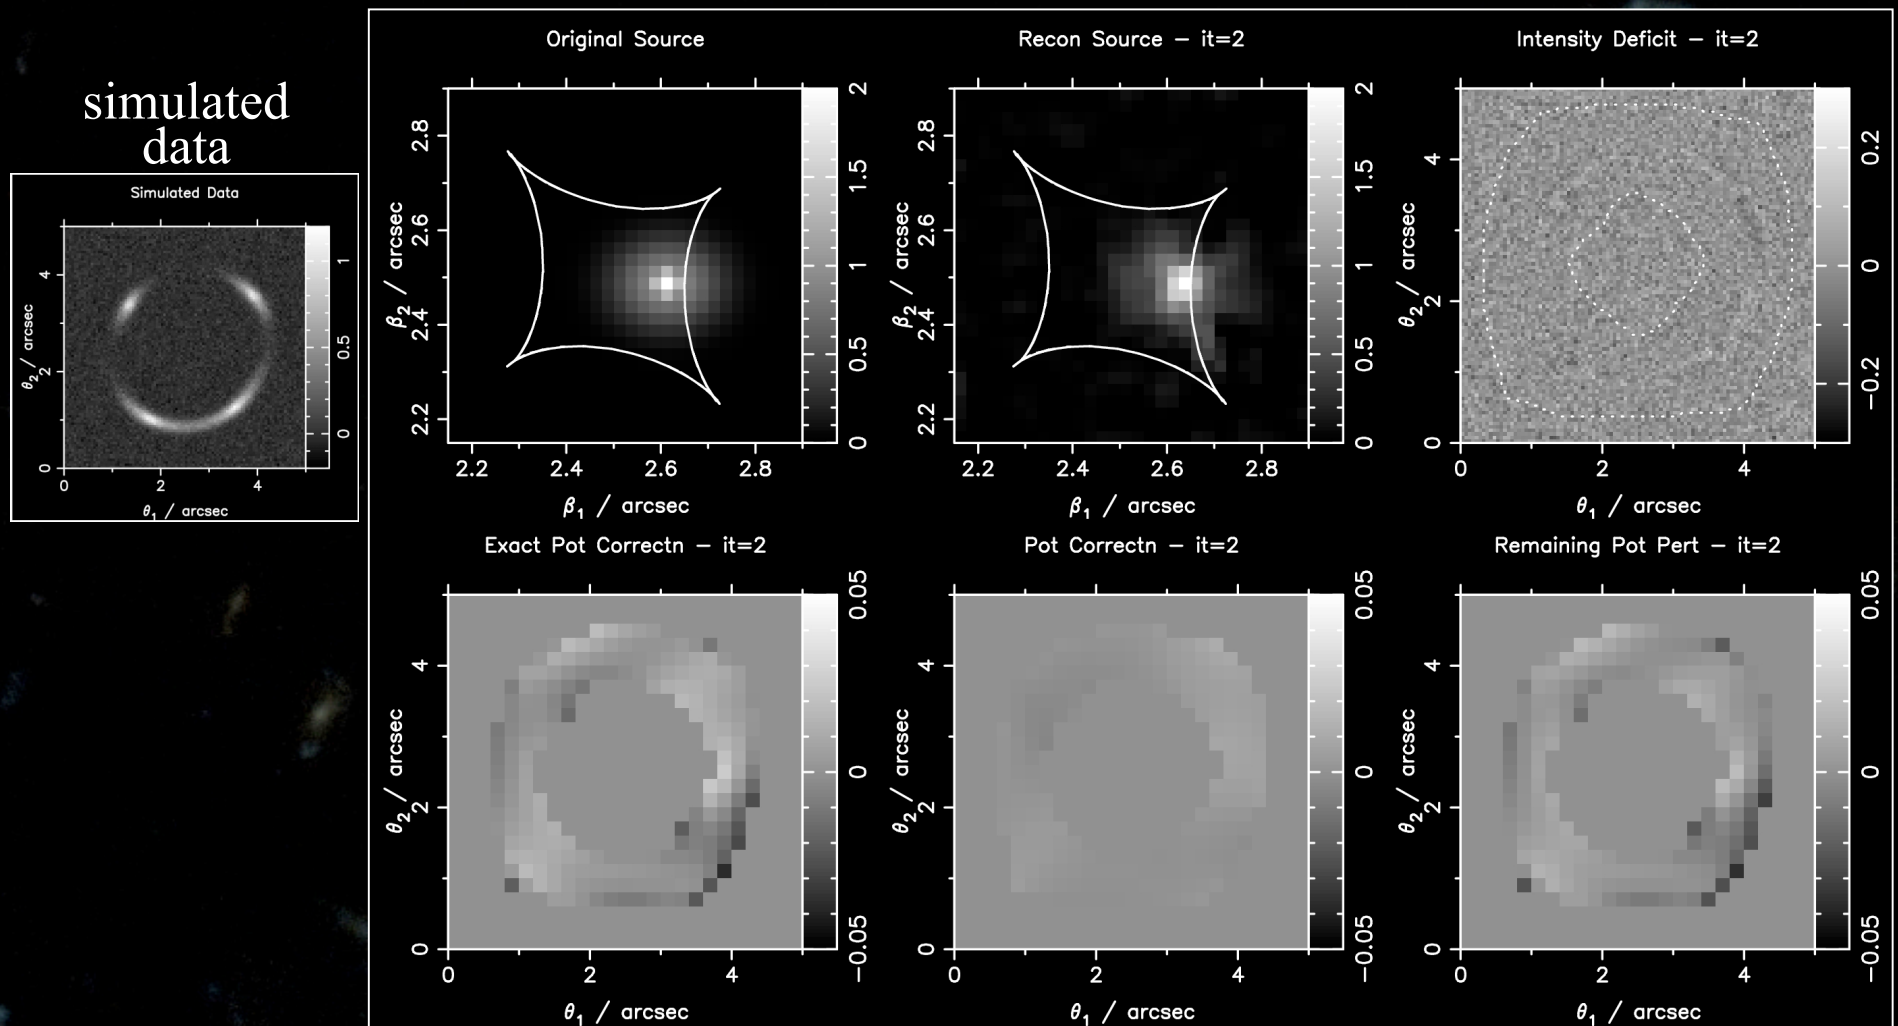 simulated
data
Simulated Data
4
2
0
θ2 / arcsec
0 2 4
θ1 / arcsec
1
0.5
0
Original Source
2.8
2.6
2.4
2.2
β2 / arcsec
2.2 2.4 2.6 2.8
β1 / arcsec
2
1.5
1
0.5
0
Recon Source – it=2
2.8
2.6
2.4
2.2
β2 / arcsec
2.2 2.4 2.6 2.8
β1 / arcsec
2
1.5
1
0.5
0
Intensity Deficit – it=2
4
2
0
θ2 / arcsec
0 2 4
θ1 / arcsec
0.2
0
−0.2
Exact Pot Correctn – it=2
4
2
0
θ2 / arcsec
0 2 4
θ1 / arcsec
0.05
0
−0.05
Pot Correctn – it=2
4
2
0
θ2 / arcsec
0 2 4
θ1 / arcsec
0.05
0
−0.05
Remaining Pot Pert – it=2
4
2
0
θ2 / arcsec
0 2 4
θ1 / arcsec
0.05
0
−0.05